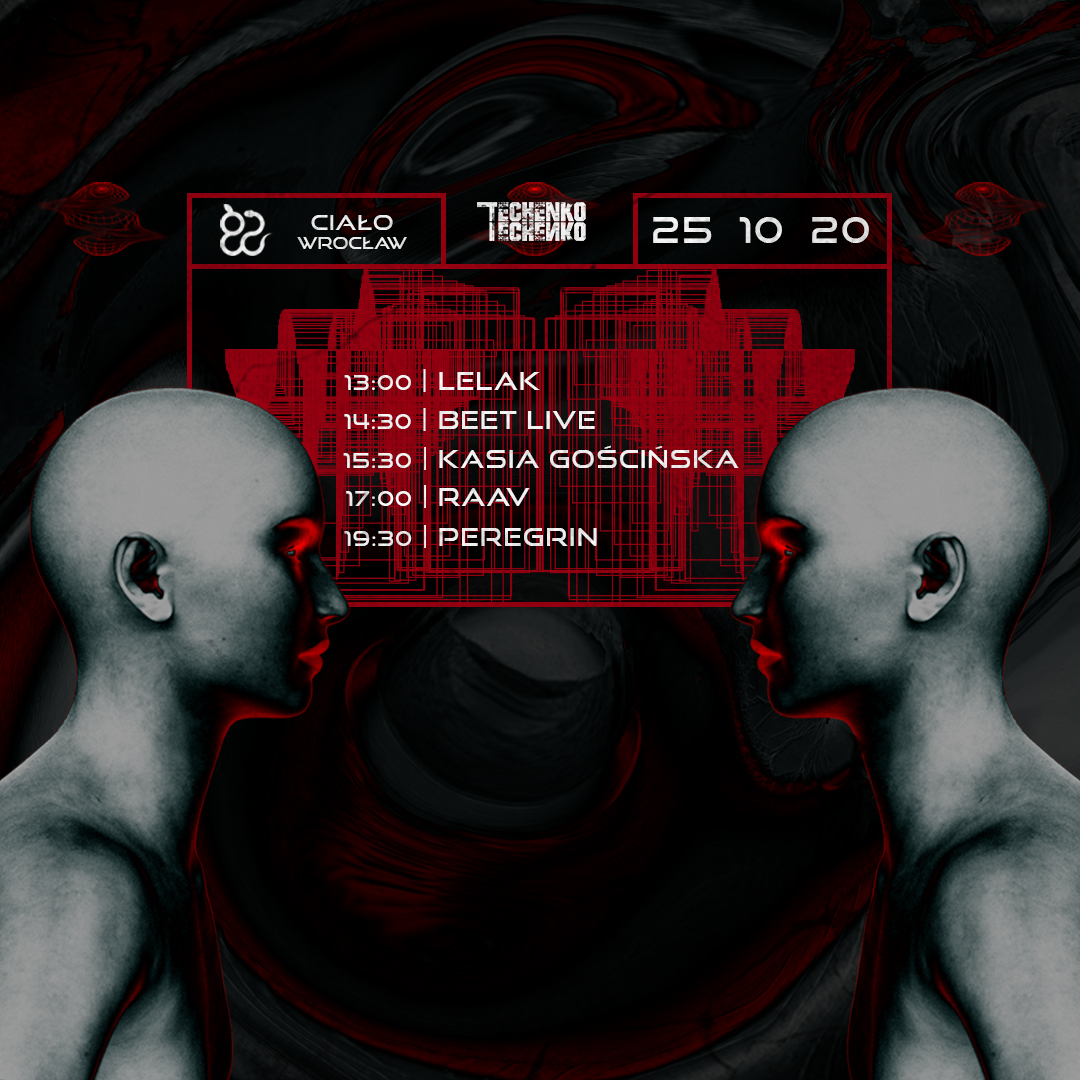 CIAŁO
WROCŁAW
TECHENKO
TECHENKO
25 10 20
13:00 | LELAK
14:30 | BEET LIVE
15:30 | KASIA GOŚCIŃSKA
17:00 | RAAV
19:30 | PEREGRIN